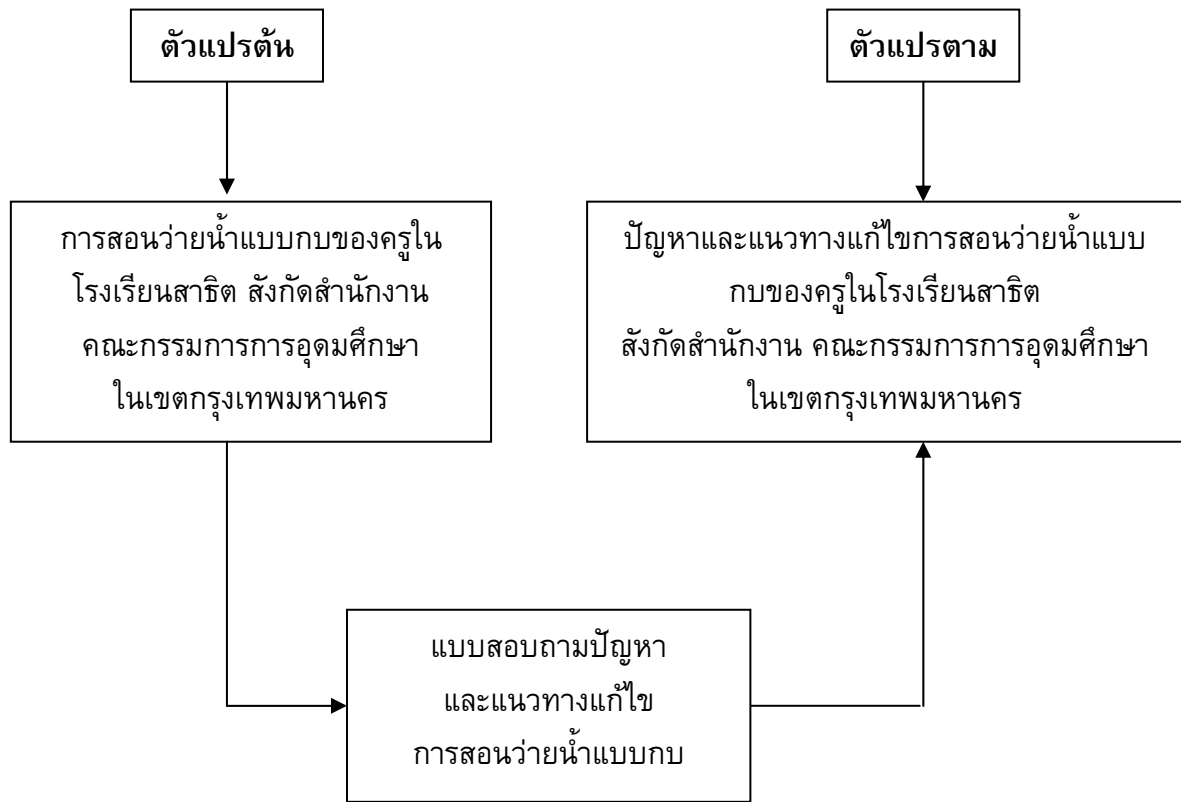 ตัวแปรต้น
ตัวแปรตาม
การสอนว่ายน้ำแบบกบของครูใน
โรงเรียนสาธิต สังกัดสำนักงาน
คณะกรรมการการอุดมศึกษา
ในเขตกรุงเทพมหานคร
ปัญหาและแนวทางแก้ไขการสอนว่ายน้ำแบบ
กบของครูในโรงเรียนสาธิต
สังกัดสำนักงาน คณะกรรมการการอุดมศึกษา
ในเขตกรุงเทพมหานคร
แบบสอบถามปัญหา
และแนวทางแก้ไข
การสอนว่ายน้ำแบบกบ